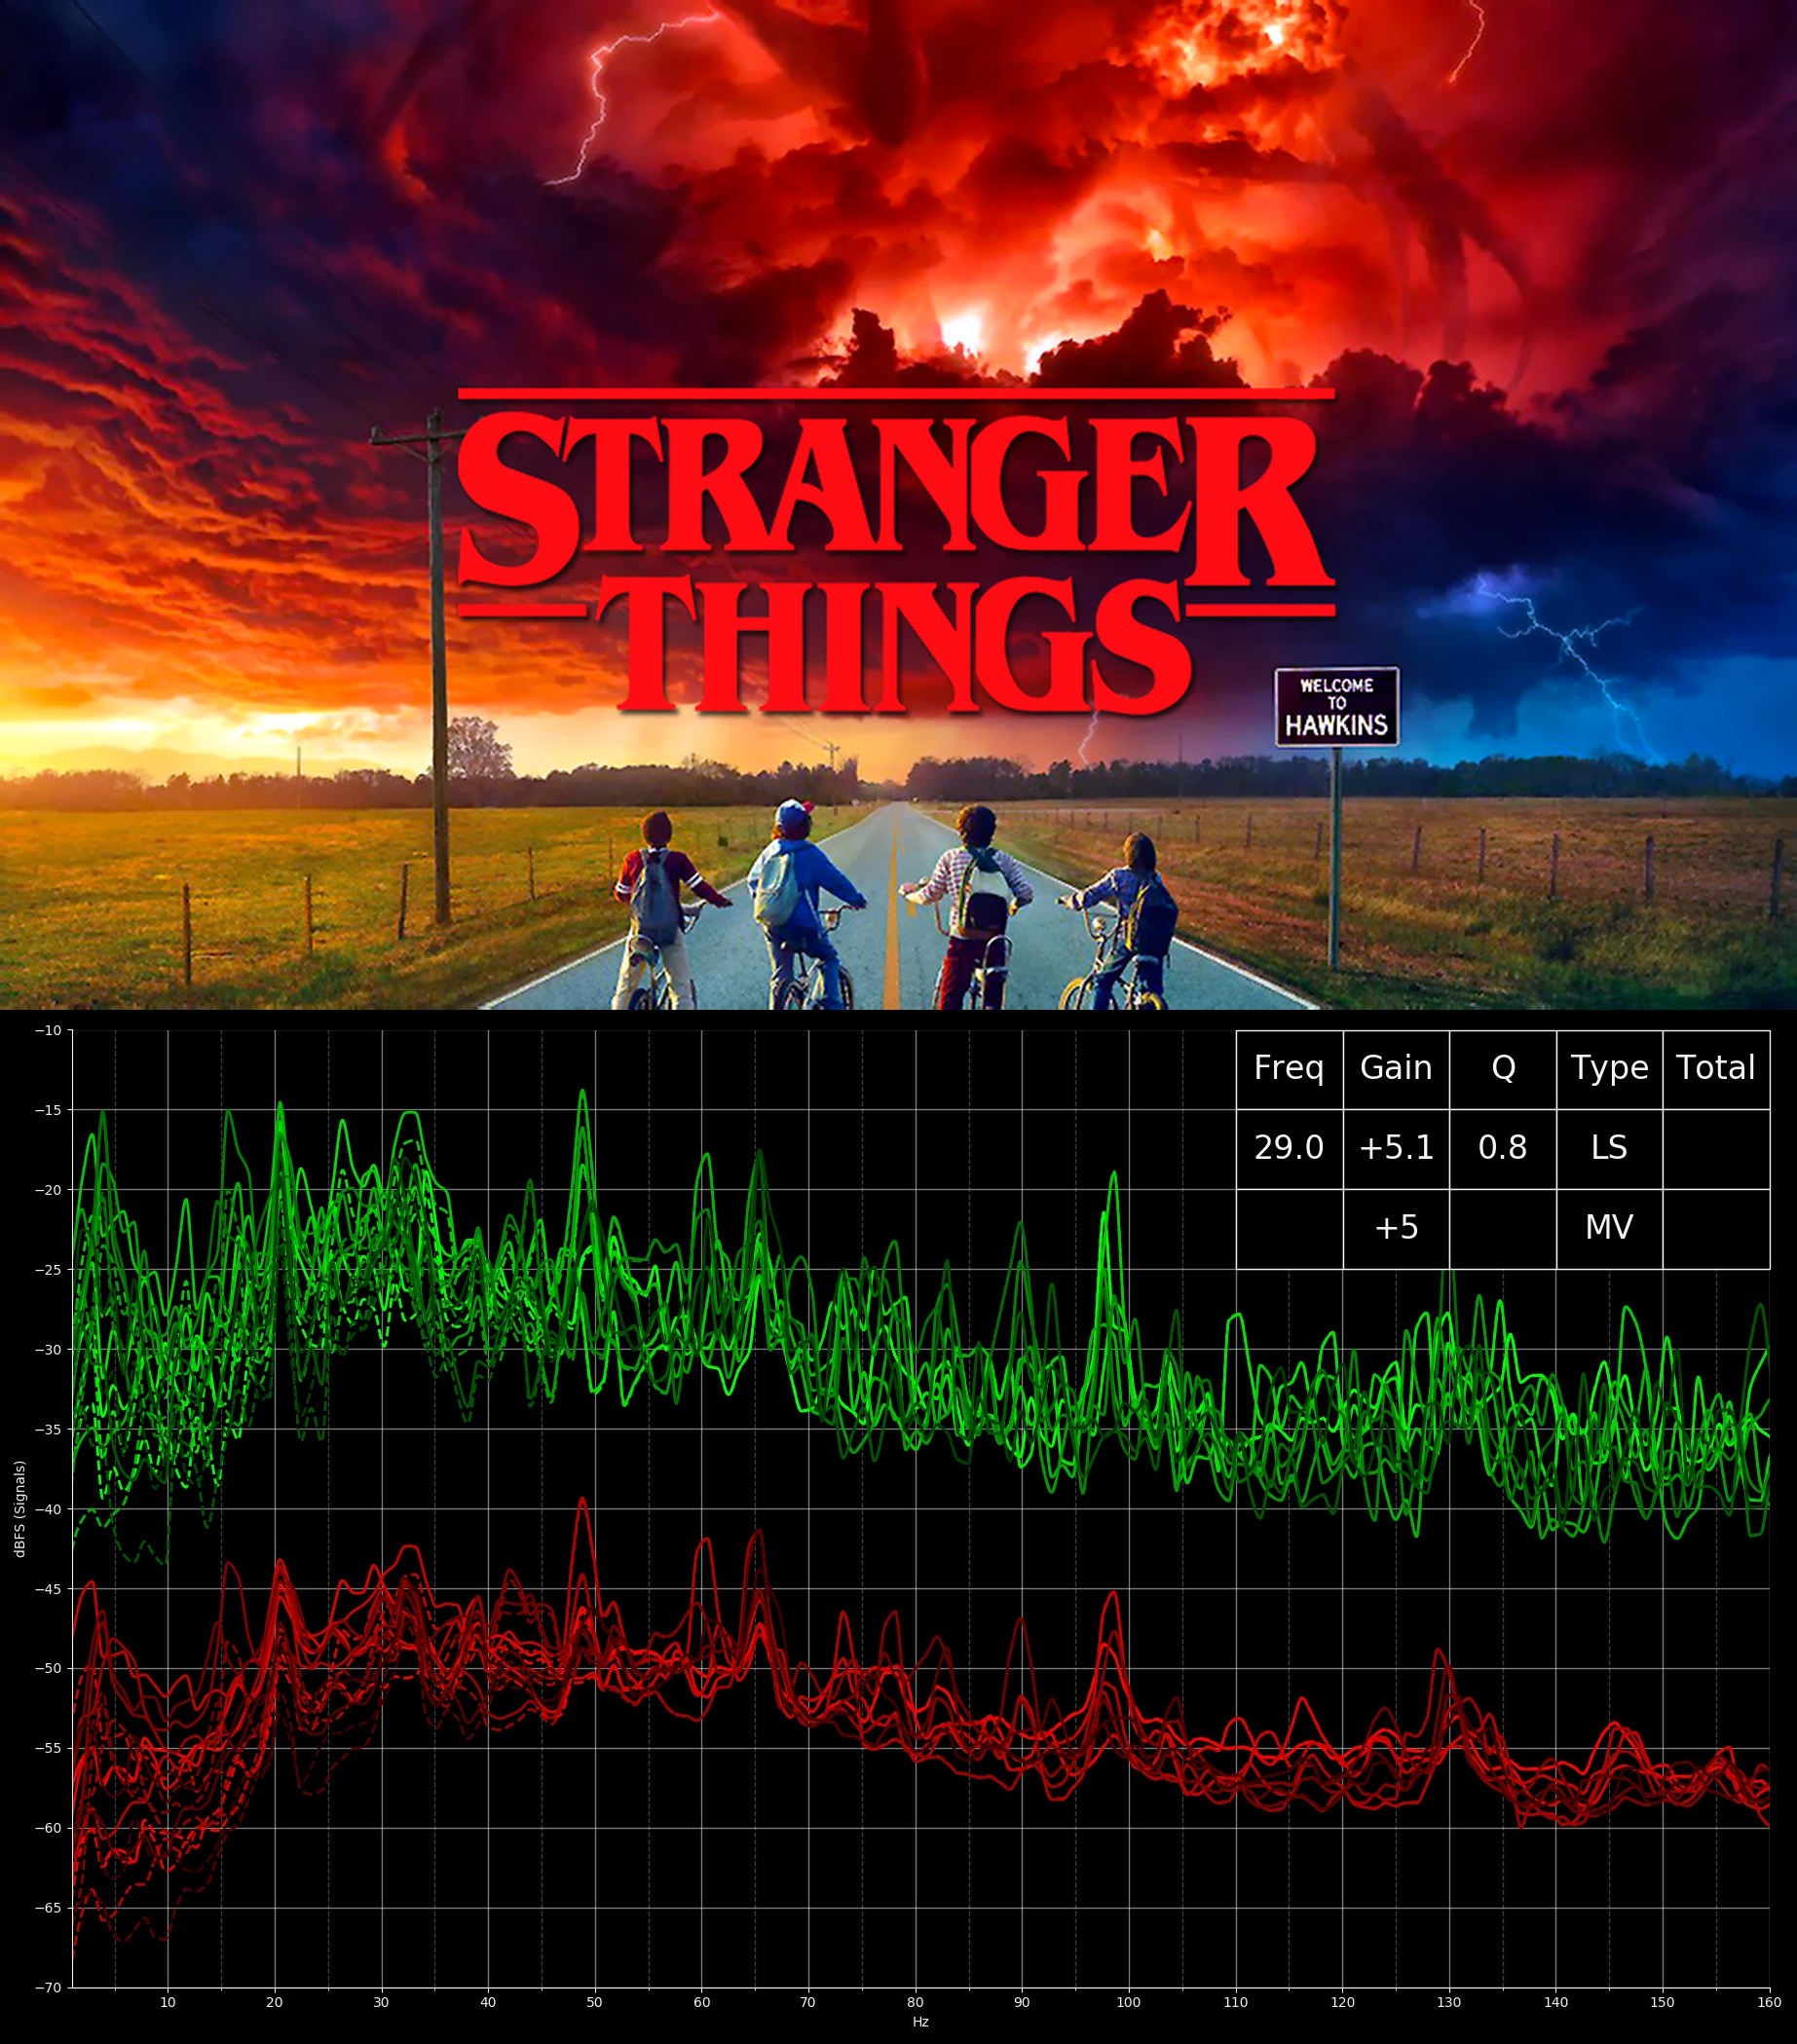 STRANGER
THINGS
WELCOME
TO
HAWKINS
Freq Gain Q Type Total
29.0 +5.1 0.8 LS
+5 MV
−10
−15
−20
−25
−30
−35
−40
−45
−50
−55
−60
−65
−70
dBFS (Signals)
10 20 30 40 50 60 70 80 90 100 110 120 130 140 150 160
Hz